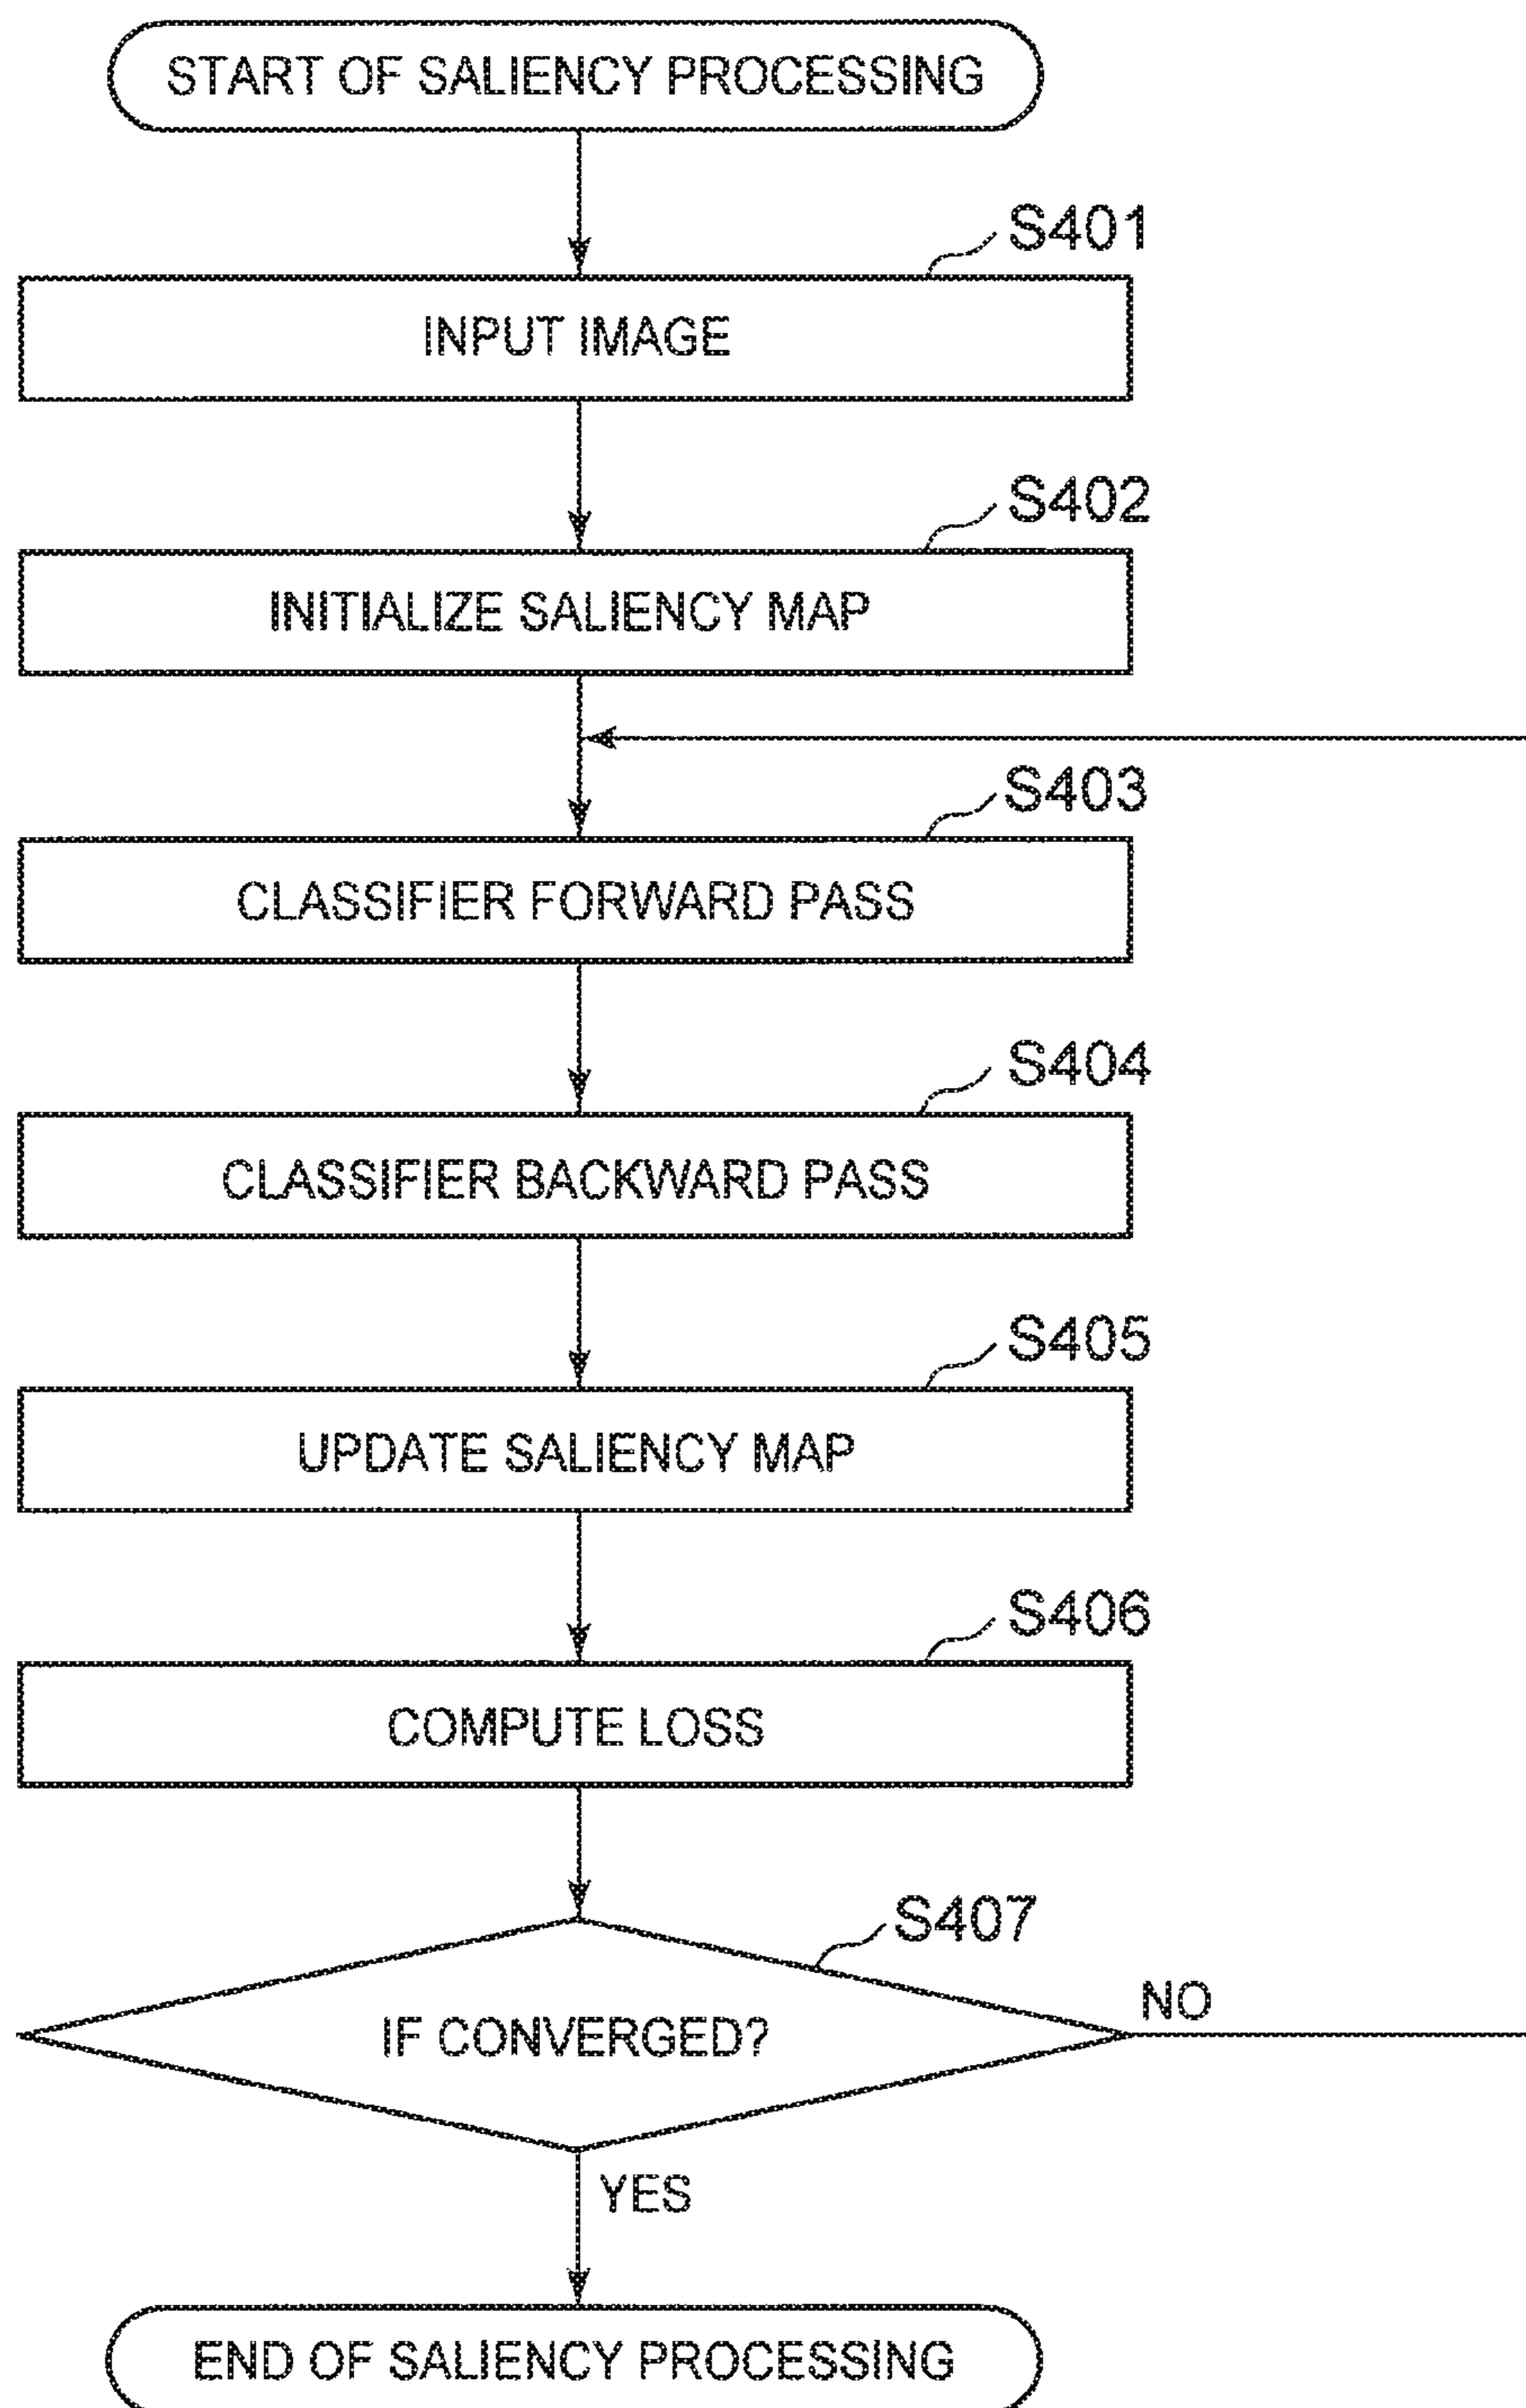 START OF SALIENCY PROCESSING
S401
INPUT IMAGE
S402
INITIALIZE SALIENCY MAP
S403
CLASSIFIER FORWARD PASS
S404
CLASSIFIER BACKWARD PASS
S405
UPDATE SALIENCY MAP
S406
COMPUTE LOSS
S407
IF CONVERGED?
NO
YES
END OF SALIENCY PROCESSING